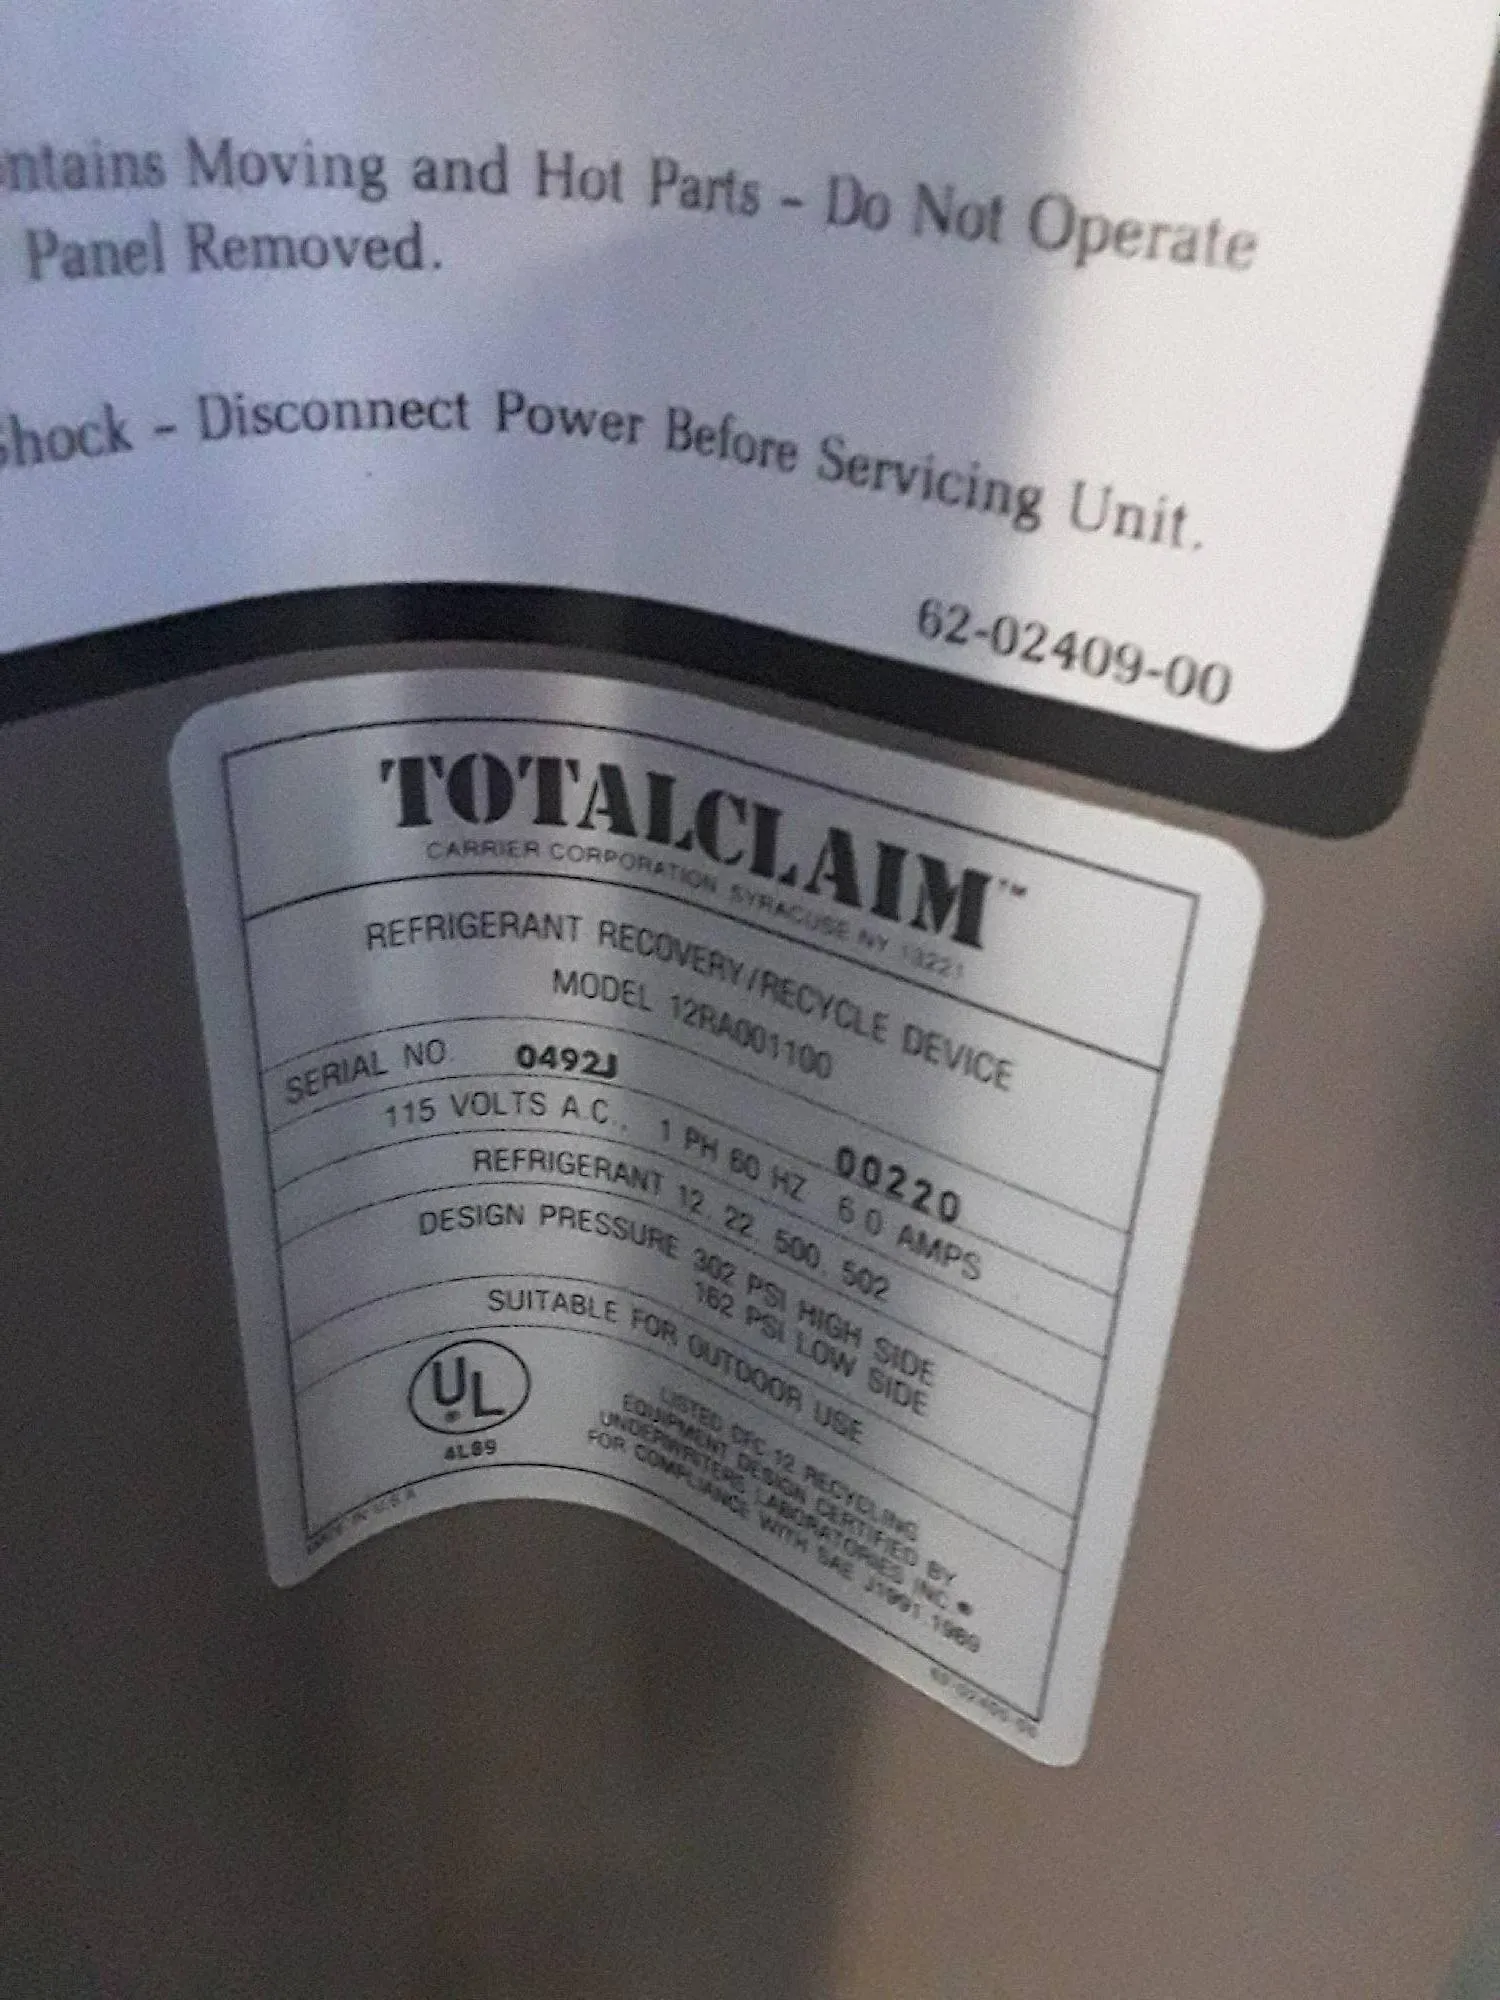 ntains Moving and Hot Parts - Do Not Operate
Panel Removed.
Shock - Disconnect Power Before Servicing Unit.
62-02409-00
TOTALCLAIM™
CARRIER CORPORATION SYRACUSE NY 13221
REFRIGERANT RECOVERY/RECYCLE DEVICE
MODEL 12RA001100
SERIAL NO. 0492J 00220
115 VOLTS A.C., 1 PH 60 HZ 6.0 AMPS
REFRIGERANT 12, 22, 500, 502
DESIGN PRESSURE 302 PSI HIGH SIDE
162 PSI LOW SIDE
SUITABLE FOR OUTDOOR USE
UL ®
4L89
LISTED CFC 12 RECYCLING
EQUIPMENT DESIGN CERTIFIED BY
UNDERWRITERS LABORATORIES INC.®
FOR COMPLIANCE WITH SAE J1991, 1989
MADE IN U.S.A.